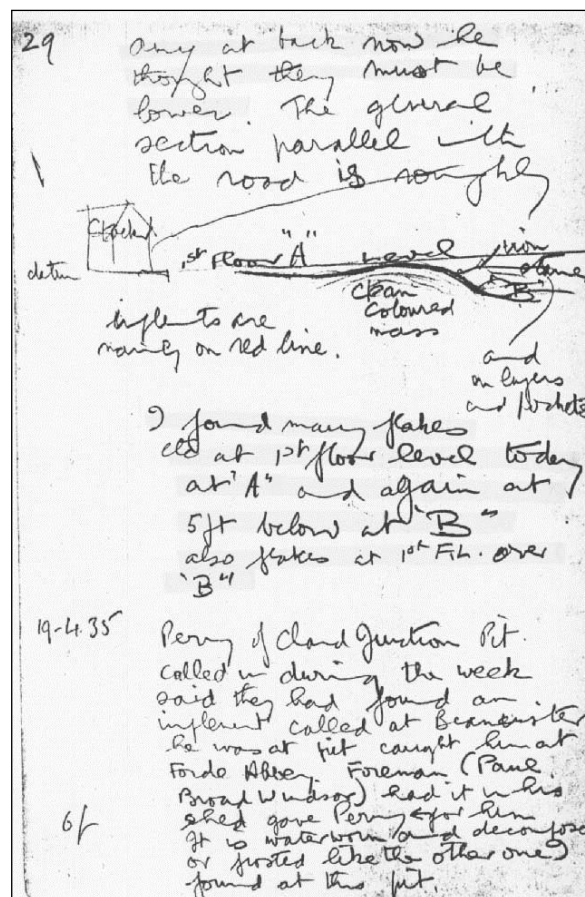 29
any at back now he
thought they must be
lower. The general
section parallel with
the road is roughly
Clocker
datum
1st Floor "A" Level
iron
stone
"B"
clean
coloured
mass
implents are
mainly on red line.
and
in layers
and pockets
I found many flakes
etc at 1st floor level today
at "A" and again at
5ft below at "B"
also flakes at 1st F.L. over
"B"
19-4.35
Perry of Chard Junction Pit.
called in during the week
said they had found an
implement called at Beaminster
he was at pit caught him at
Forde Abbey. Foreman (Paul
Broad Windsor) had it in his
6/-
shed gave Perry for him
It is waterworn and decomposed
or frosted like the other one I
found at this pit.